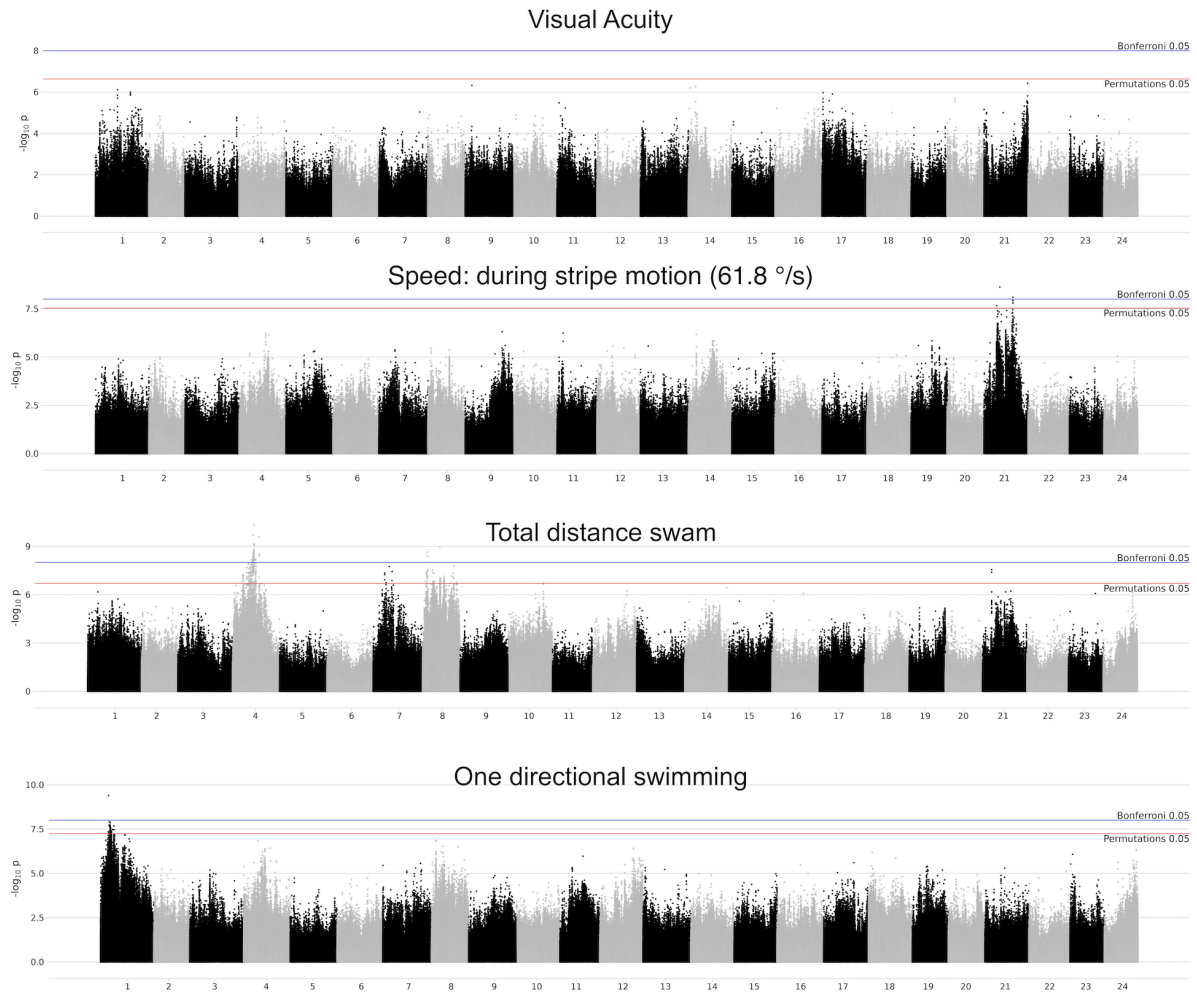 Visual Acuity
8
Bonferroni 0.05
Permutations 0.05
6
-log10 p
4
2
0
1 2 3 4 5 6 7 8 9 10 11 12 13 14 15 16 17 18 19 20 21 22 23 24
Speed: during stripe motion (61.8 °/s)
Bonferroni 0.05
7.5
Permutations 0.05
-log10 p
5.0
2.5
0.0
1 2 3 4 5 6 7 8 9 10 11 12 13 14 15 16 17 18 19 20 21 22 23 24
Total distance swam
9
Bonferroni 0.05
Permutations 0.05
6
-log10 p
3
0
1 2 3 4 5 6 7 8 9 10 11 12 13 14 15 16 17 18 19 20 21 22 23 24
One directional swimming
10.0
Bonferroni 0.05
7.5
Permutations 0.05
-log10 p
5.0
2.5
0.0
1 2 3 4 5 6 7 8 9 10 11 12 13 14 15 16 17 18 19 20 21 22 23 24